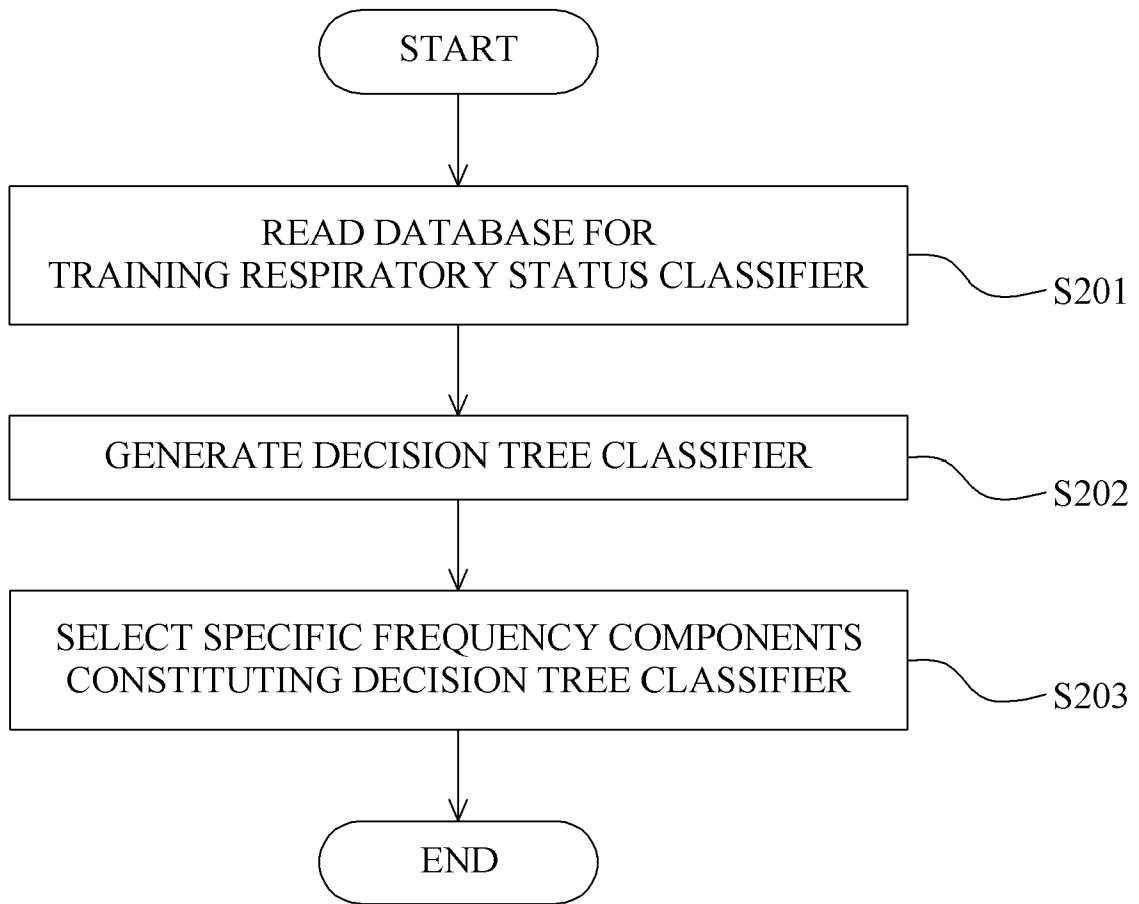 START
READ DATABASE FOR
TRAINING RESPIRATORY STATUS CLASSIFIER
S201
GENERATE DECISION TREE CLASSIFIER
S202
SELECT SPECIFIC FREQUENCY COMPONENTS
CONSTITUTING DECISION TREE CLASSIFIER
S203
END